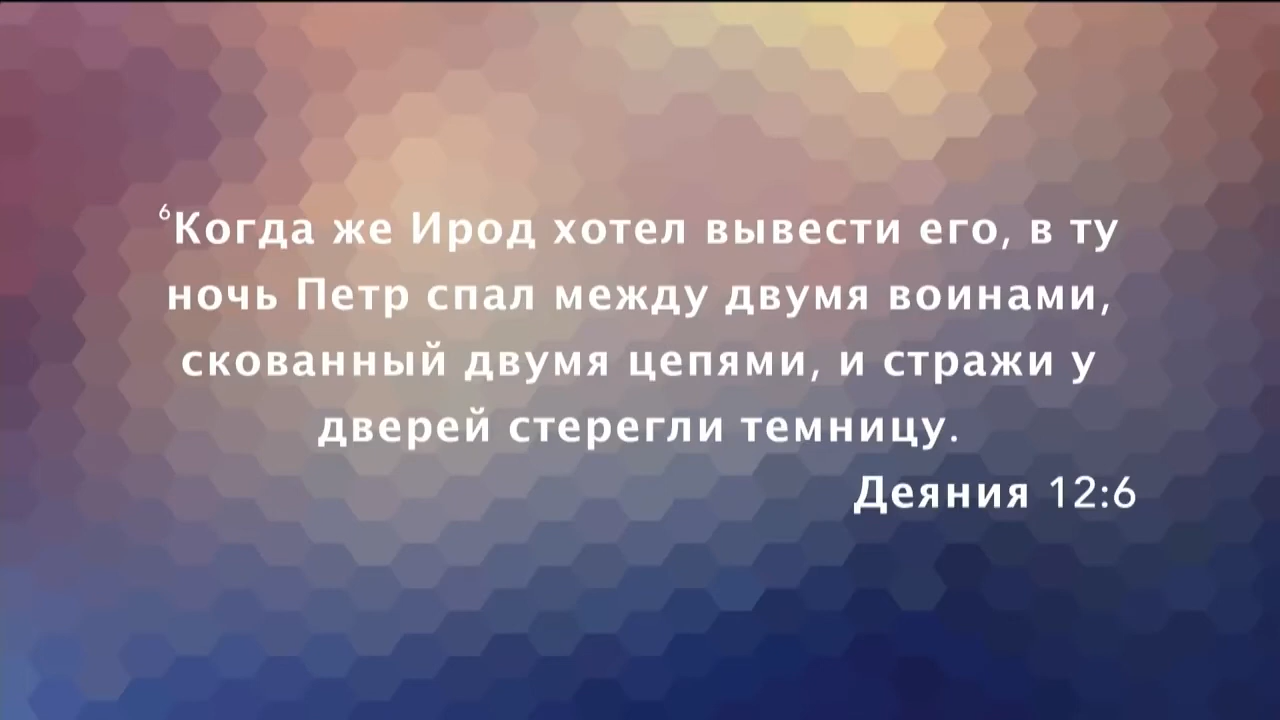 ⁶Когда же Ирод хотел вывести его, в ту
ночь Петр спал между двумя воинами,
скованный двумя цепями, и стражи у
дверей стерегли темницу.
Деяния 12:6